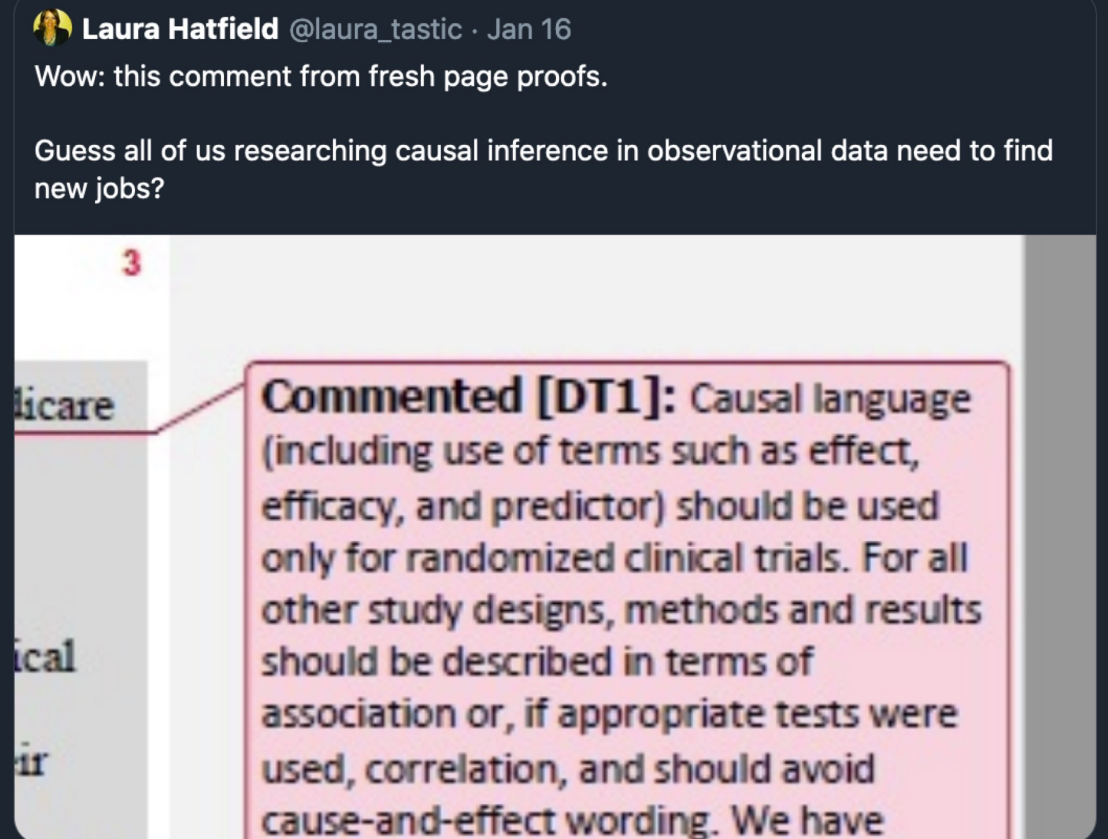 Laura Hatfield @laura_tastic · Jan 16
Wow: this comment from fresh page proofs.
Guess all of us researching causal inference in observational data need to find
new jobs?
3
licare
ical
ir
Commented [DT1]: Causal language
(including use of terms such as effect,
efficacy, and predictor) should be used
only for randomized clinical trials. For all
other study designs, methods and results
should be described in terms of
association or, if appropriate tests were
used, correlation, and should avoid
cause-and-effect wording. We have